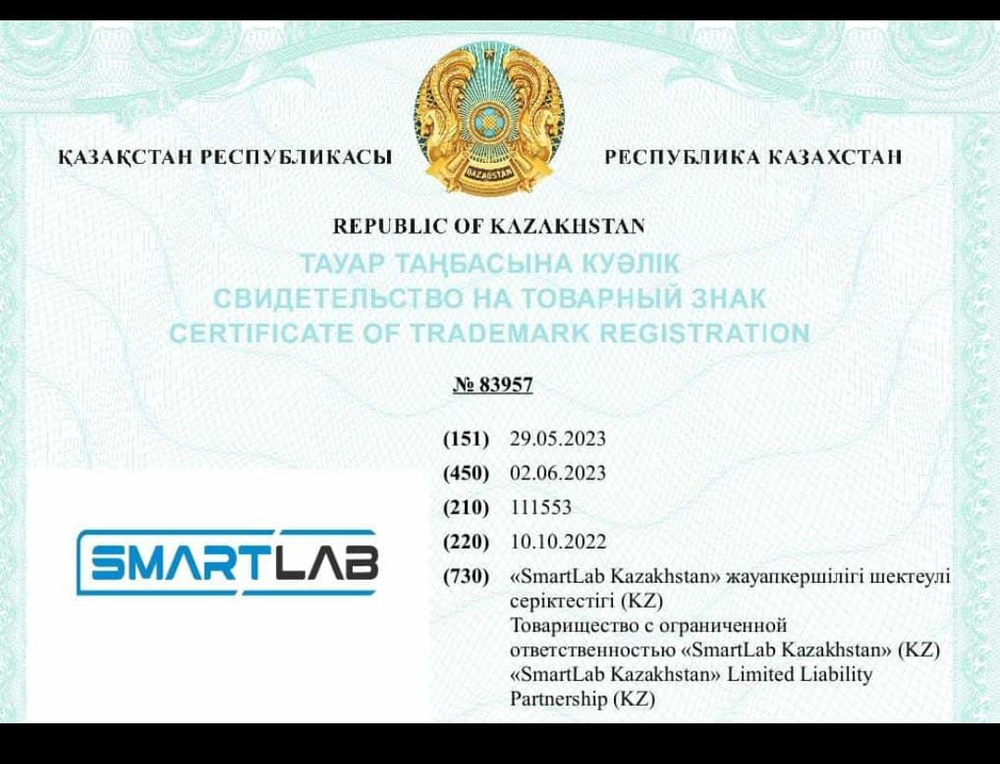 ҚАЗАҚСТАН РЕСПУБЛИКАСЫ
QAZAQSTAN
РЕСПУБЛИКА КАЗАХСТАН
REPUBLIC OF KAZAKHSTAN
ТАУАР ТАҢБАСЫНА КУӘЛІК
СВИДЕТЕЛЬСТВО НА ТОВАРНЫЙ ЗНАК
CERTIFICATE OF TRADEMARK REGISTRATION
№ 83957
(151) 29.05.2023
(450) 02.06.2023
(210) 111553
(220) 10.10.2022
SMARTLAB
(730) «SmartLab Kazakhstan» жауапкершілігі шектеулі
серіктестігі (KZ)
Товарищество с ограниченной
ответственностью «SmartLab Kazakhstan» (KZ)
«SmartLab Kazakhstan» Limited Liability
Partnership (KZ)